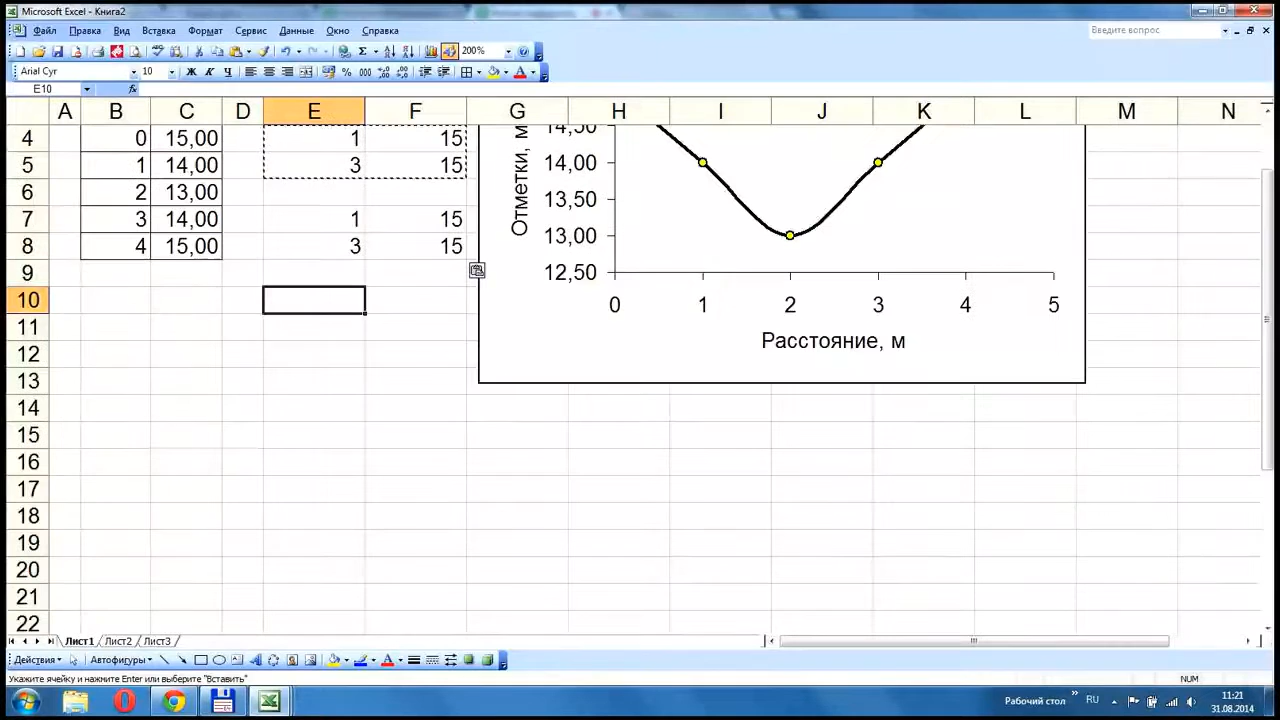 Microsoft Excel - Книга2
Файл Правка Вид Вставка Формат Сервис Данные Окно Справка
Введите вопрос
200%
Arial Cyr 10 Ж К Ч % 000
E10 fx
A B C D E F G H I J K L M N
4 0 15,00 1 15
5 1 14,00 3 15
6 2 13,00
7 3 14,00 1 15
8 4 15,00 3 15
9
10
11
12
13
14
15
16
17
18
19
20
21
22
Отметки, м
14,50
14,00
13,50
13,00
12,50
0 1 2 3 4 5
Расстояние, м
Лист1 Лист2 Лист3
Действия Автофигуры
Укажите ячейку и нажмите Enter или выберите "Вставить"
NUM
Рабочий стол » RU
11:21
31.08.2014